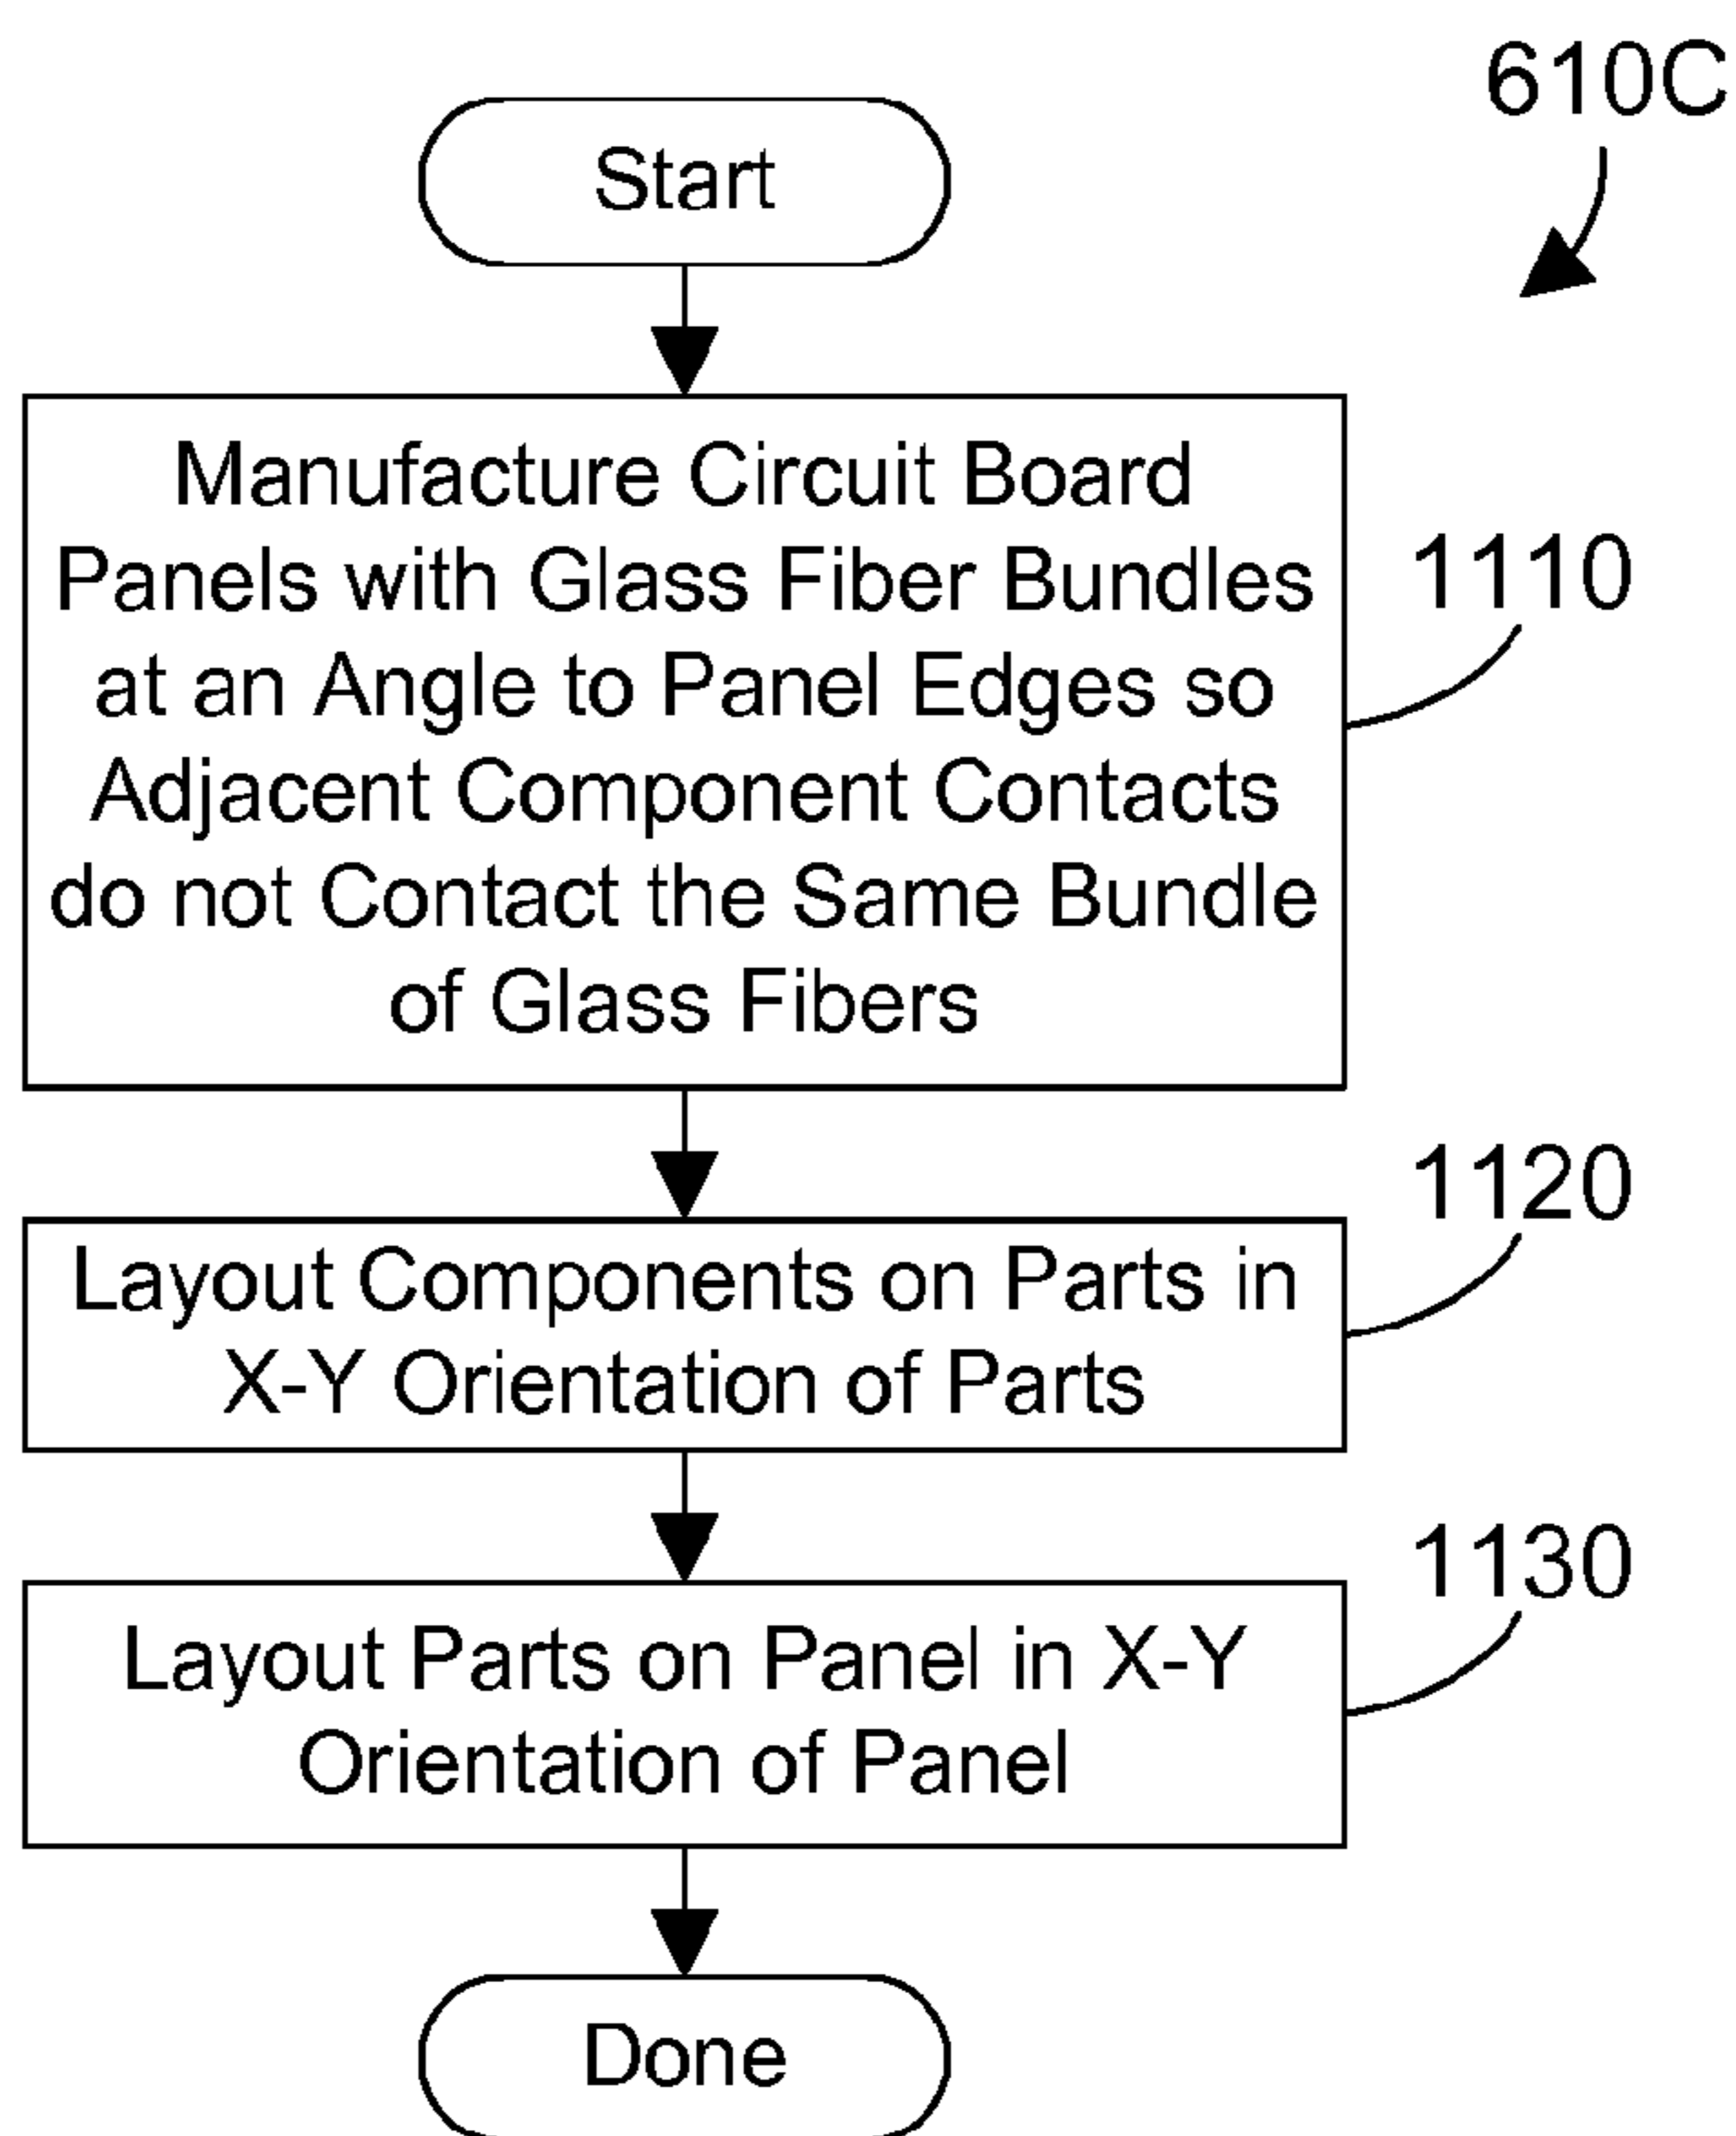 610C
Start
Manufacture Circuit Board
Panels with Glass Fiber Bundles
at an Angle to Panel Edges so
Adjacent Component Contacts
do not Contact the Same Bundle
of Glass Fibers
1110
Layout Components on Parts in
X-Y Orientation of Parts
1120
Layout Parts on Panel in X-Y
Orientation of Panel
1130
Done